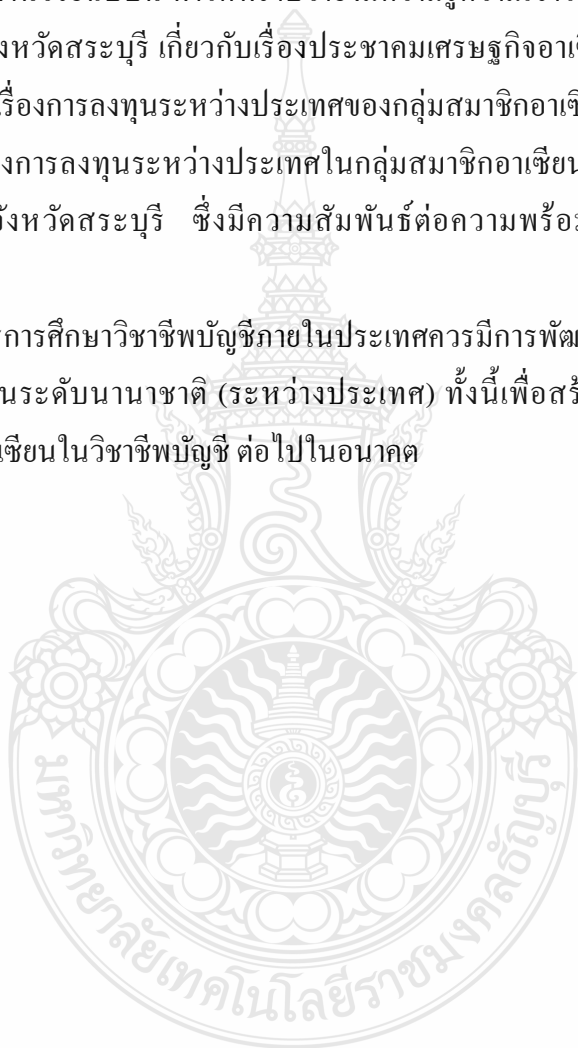 งหวัดสระบุรี เกี่ยวกับเรื่องประชาคมเศรษฐกิจอาเซี
รื่องการลงทุนระหว่างประเทศของกลุ่มสมาชิกอาเซี
งการลงทุนระหว่างประเทศในกลุ่มสมาชิกอาเซียน
จังหวัดสระบุรี ซึ่งมีความสัมพันธ์ต่อความพร้อม
รการศึกษาวิชาชีพบัญชีภายในประเทศควรมีการพัฒ
นระดับนานาชาติ (ระหว่างประเทศ) ทั้งนี้เพื่อสร้
เซียนในวิชาชีพบัญชี ต่อไปในอนาคต
มหาวิทยาลัยเทคโนโลยีราชมงคลธัญบุรี